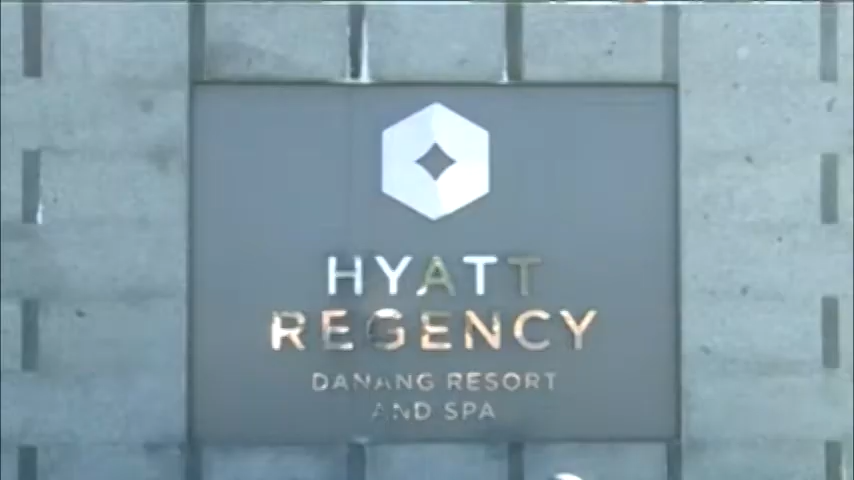 HYATT
REGENCY
DANANG RESORT
AND SPA